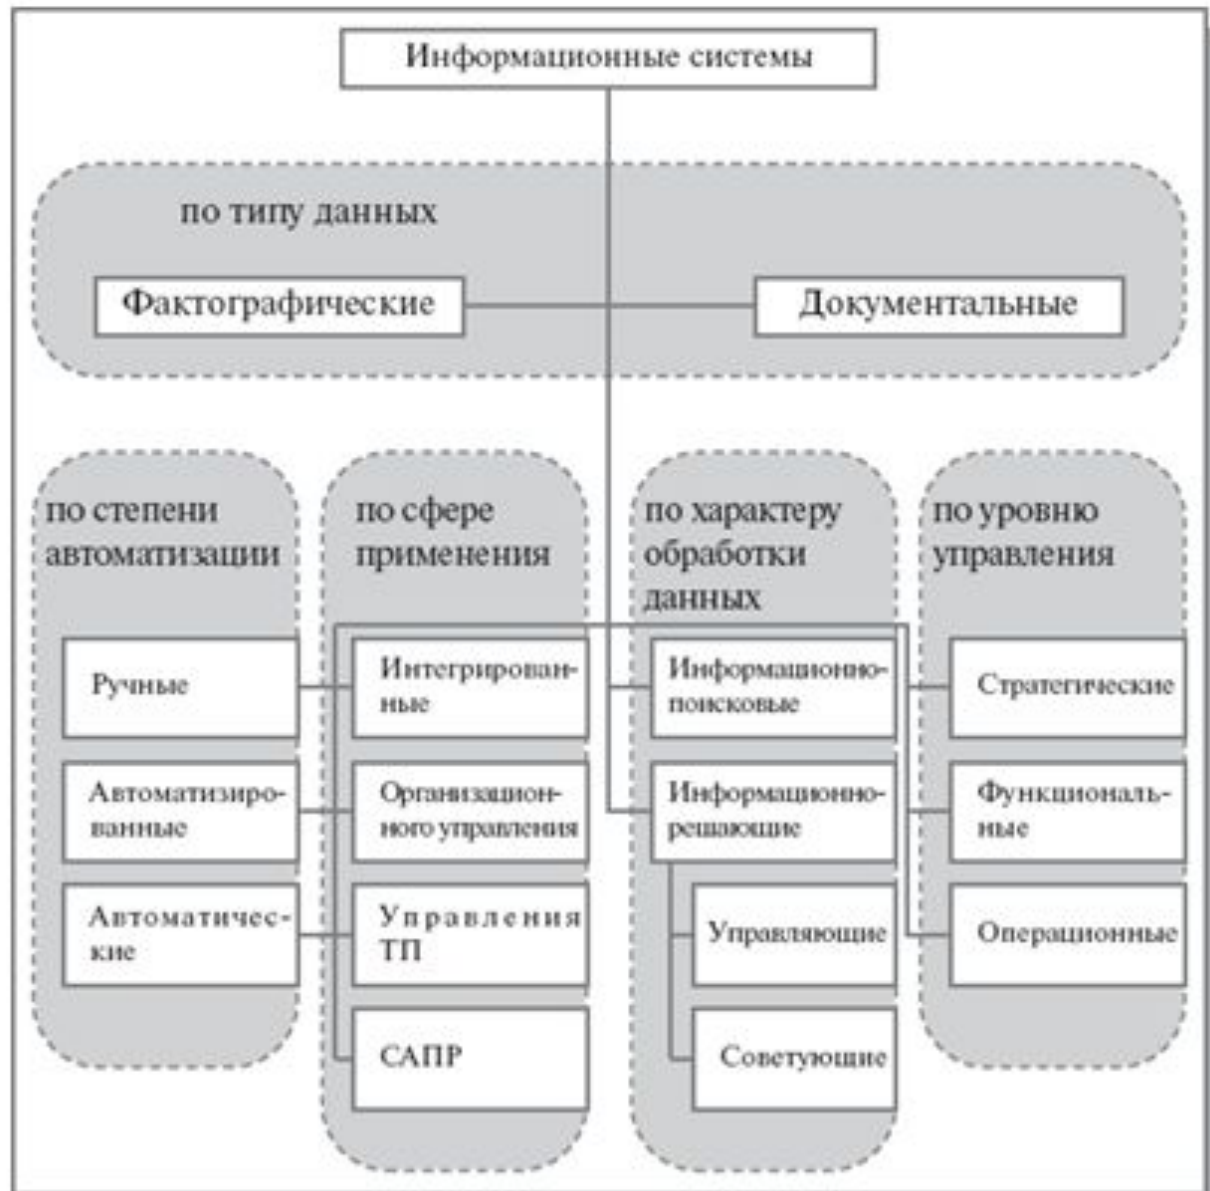 Информационные системы
по типу данных
Фактографические
Документальные
по степени
автоматизации
Ручные
Автоматизиро-
ванные
Автоматичес-
кие
по сфере
применения
Интегрирован-
ные
Организацион-
ного управления
Управления
ТП
САПР
по характеру
обработки
данных
Информационно-
поисковые
Информационно-
решающие
Управляющие
Советующие
по уровню
управления
Стратегические
Функциональ-
ные
Операционные